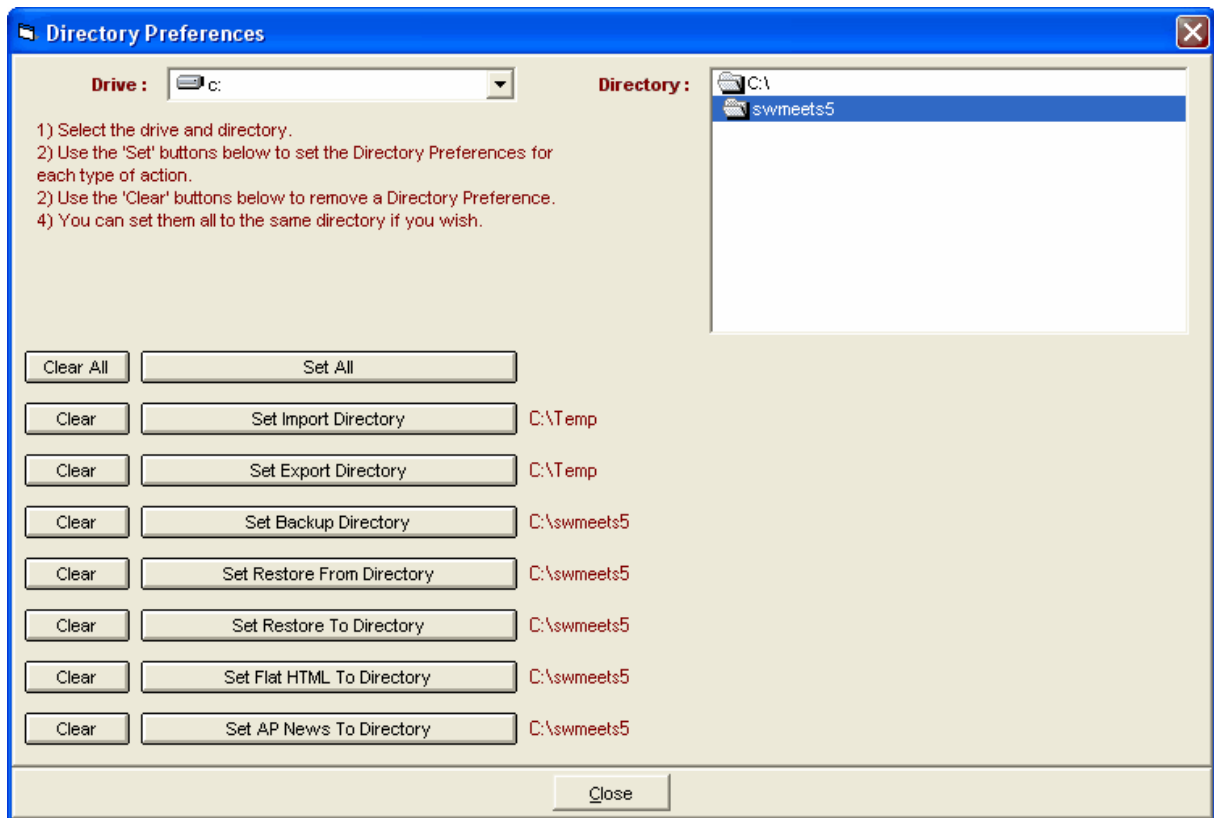 Directory Preferences
Drive : c:
Directory : C:\
swmeets5
1) Select the drive and directory.
2) Use the 'Set' buttons below to set the Directory Preferences for
each type of action.
2) Use the 'Clear' buttons below to remove a Directory Preference.
4) You can set them all to the same directory if you wish.
Clear All Set All
Clear Set Import Directory C:\Temp
Clear Set Export Directory C:\Temp
Clear Set Backup Directory C:\swmeets5
Clear Set Restore From Directory C:\swmeets5
Clear Set Restore To Directory C:\swmeets5
Clear Set Flat HTML To Directory C:\swmeets5
Clear Set AP News To Directory C:\swmeets5
Close